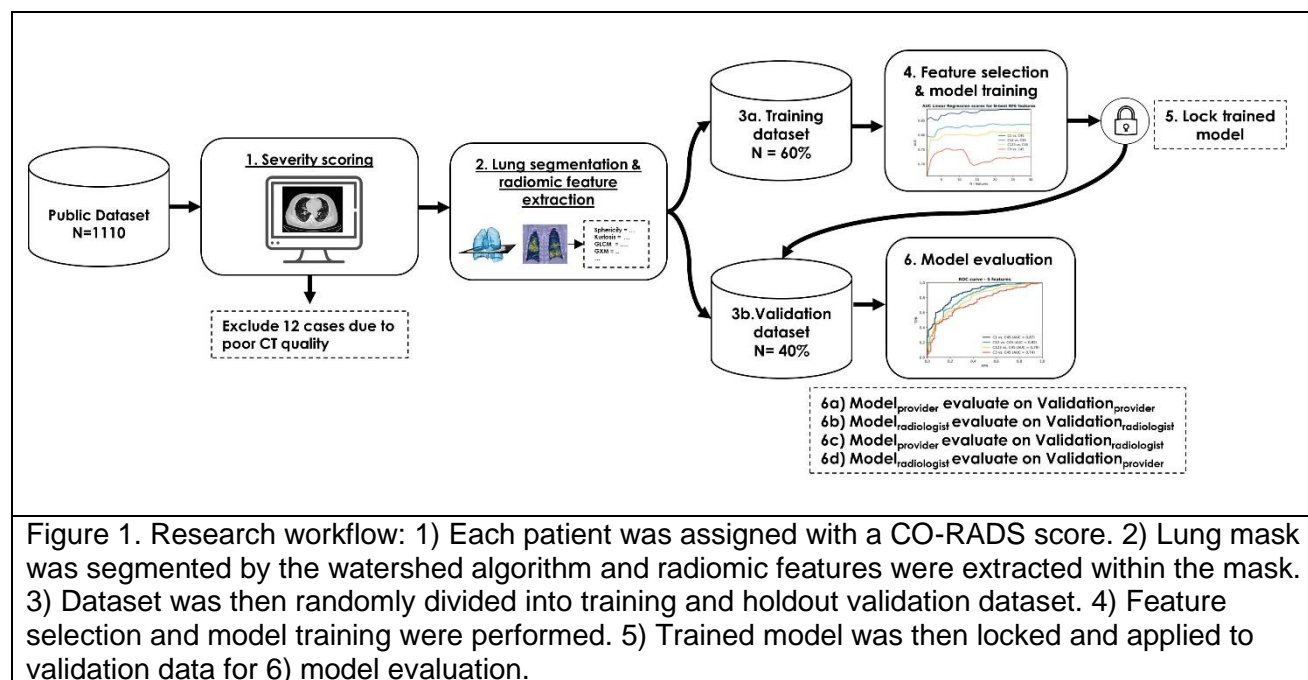 Public Dataset
N=1110
1. Severity scoring
Exclude 12 cases due to
poor CT quality
2. Lung segmentation &
radiomic feature
extraction
Sphericity = ...
Kurtosis = ...
GLCM = ...
...
3a. Training
dataset
N = 60%
4. Feature selection
& model training
5. Lock trained
model
3b.Validation
dataset
N= 40%
6. Model evaluation
ROC curve - 5 features
6a) Modelprovider evaluate on Validationprovider
6b) Modelradiologist evaluate on Validationradiologist
6c) Modelprovider evaluate on Validationradiologist
6d) Modelradiologist evaluate on Validationprovider
Figure 1. Research workflow: 1) Each patient was assigned with a CO-RADS score. 2) Lung mask
was segmented by the watershed algorithm and radiomic features were extracted within the mask.
3) Dataset was then randomly divided into training and holdout validation dataset. 4) Feature
selection and model training were performed. 5) Trained model was then locked and applied to
validation data for 6) model evaluation.